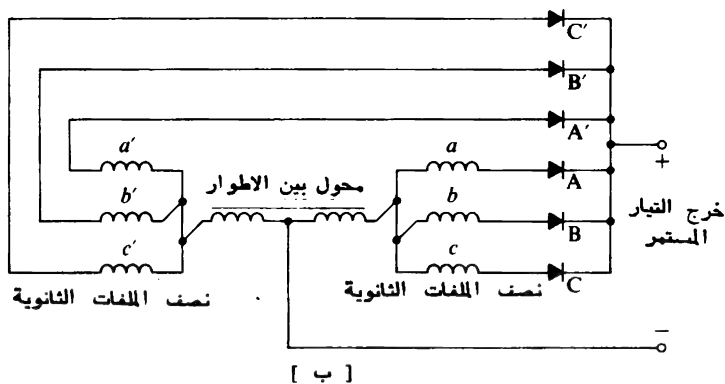 C′
B′
A′
a′
a
A
+
محول بين الاطوار
b′
b
B
خرج التيار
المستمر
c′
c
C
نصف الملفات الثانوية
نصف الملفات الثانوية
−
[ ب ]